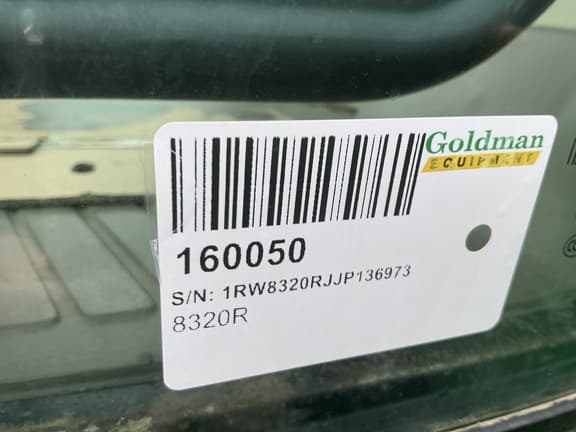 Goldman
EQUIPMENT
160050
S/N: 1RW8320RJJP136973
8320R
@